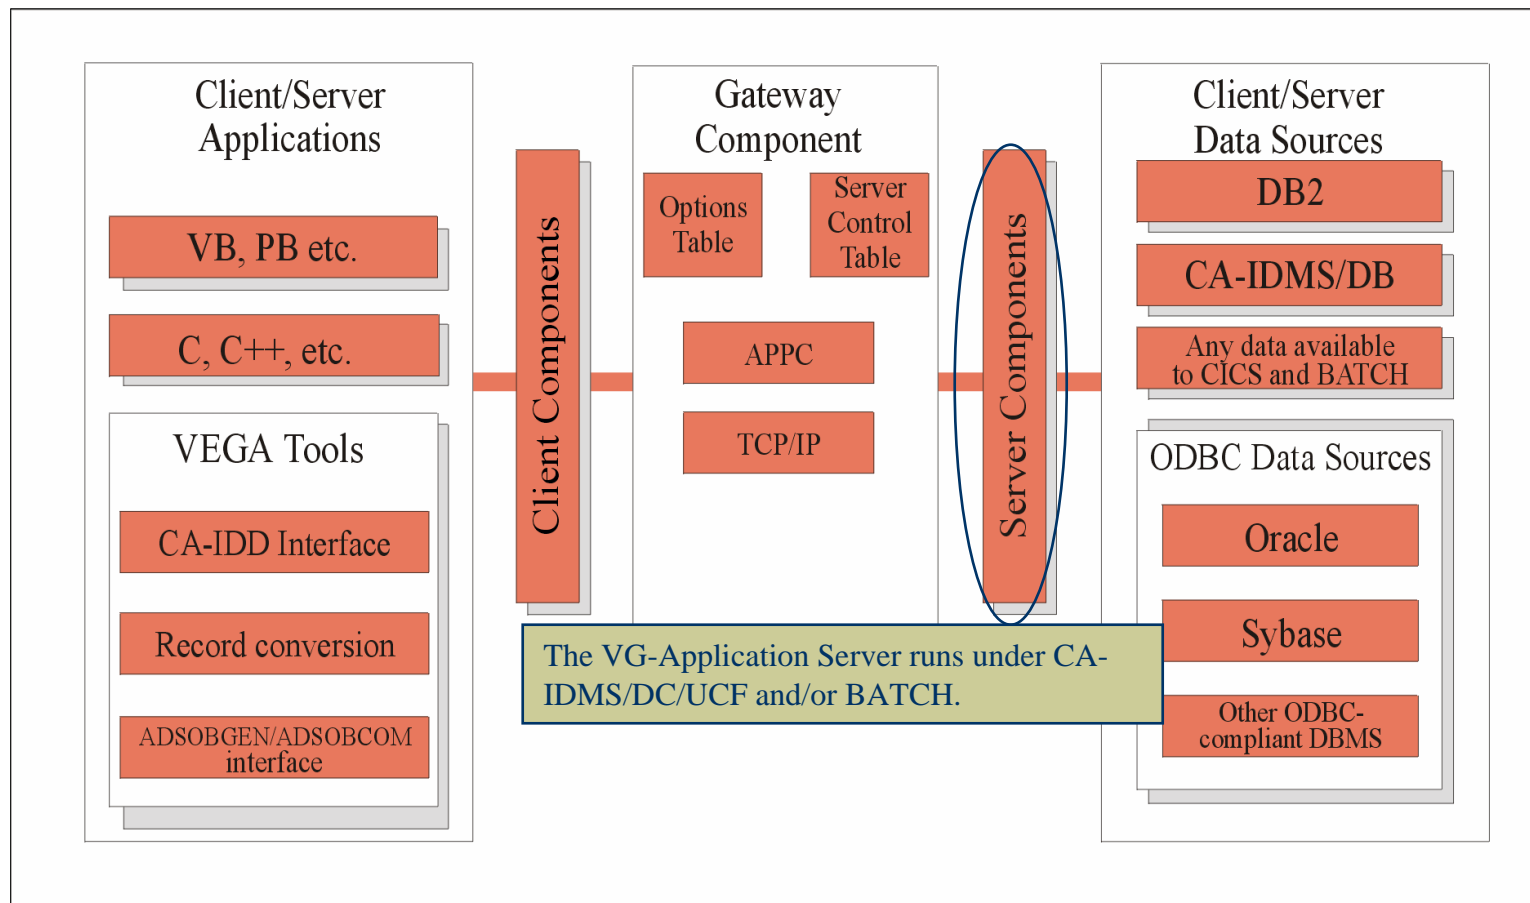 Client/Server
Applications
VB, PB etc.
C, C++, etc.
VEGA Tools
CA-IDD Interface
Record conversion
ADSOBGEN/ADSOBCOM
interface
Client Components
Gateway
Component
Options
Table
Server
Control
Table
APPC
TCP/IP
Server Components
The VG-Application Server runs under CA-
IDMS/DC/UCF and/or BATCH.
Client/Server
Data Sources
DB2
CA-IDMS/DB
Any data available
to CICS and BATCH
ODBC Data Sources
Oracle
Sybase
Other ODBC-
compliant DBMS